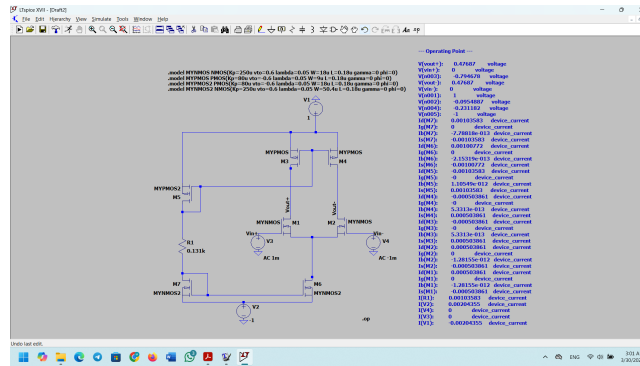 LTspice XVII - [Draft2]
File Edit Hierarchy View Simulate Tools Window Help
.model MYNMOS NMOS(Kp=250u vto=0.6 lambda=0.05 W=18u L=0.18u gamma=0 phi=0)
.model MYPMOS PMOS(Kp=80u vto=-0.6 lambda=0.05 W=9u L=0.18u gamma=0 phi=0)
.model MYPMOS2 PMOS(Kp=80u vto=-0.6 lambda=0.05 W=18u L=0.18u gamma=0 phi=0)
.model MYNMOS2 NMOS(Kp=250u vto=0.6 lambda=0.05 W=50.4u L=0.18u gamma=0 phi=0)
V1
1
MYPMOS
M3
MYPMOS
M4
MYPMOS2
M5
Vout+
Vout-
MYNMOS
M1
M2
MYNMOS
Vin+
V3
AC 1m
Vin-
V4
AC -1m
R1
0.131k
M7
MYNMOS2
M6
MYNMOS2
V2
-1
.op
--- Operating Point ---
V(vout+): 0.47687 voltage
V(vin+): 0 voltage
V(n003): -0.794678 voltage
V(vout-): 0.47687 voltage
V(vin-): 0 voltage
V(n001): 1 voltage
V(n002): -0.0954887 voltage
V(n004): -0.231182 voltage
V(n005): -1 voltage
Id(M7): 0.00103583 device_current
Ig(M7): 0 device_current
Ib(M7): -7.78818e-013 device_current
Is(M7): -0.00103583 device_current
Id(M6): 0.00100772 device_current
Ig(M6): 0 device_current
Ib(M6): -2.15319e-013 device_current
Is(M6): -0.00100772 device_current
Id(M5): -0.00103583 device_current
Ig(M5): -0 device_current
Ib(M5): 1.10549e-012 device_current
Is(M5): 0.00103583 device_current
Id(M4): -0.000503861 device_current
Ig(M4): -0 device_current
Ib(M4): 5.3313e-013 device_current
Is(M4): 0.000503861 device_current
Id(M3): -0.000503861 device_current
Ig(M3): -0 device_current
Ib(M3): 5.3313e-013 device_current
Is(M3): 0.000503861 device_current
Id(M2): 0.000503861 device_current
Ig(M2): 0 device_current
Ib(M2): -1.28155e-012 device_current
Is(M2): -0.000503861 device_current
Id(M1): 0.000503861 device_current
Ig(M1): 0 device_current
Ib(M1): -1.28155e-012 device_current
Is(M1): -0.000503861 device_current
I(R1): 0.00103583 device_current
I(V2): 0.00204355 device_current
I(V4): 0 device_current
I(V3): 0 device_current
I(V1): -0.00204355 device_current
Undo last edit.
ENG
3:01 A